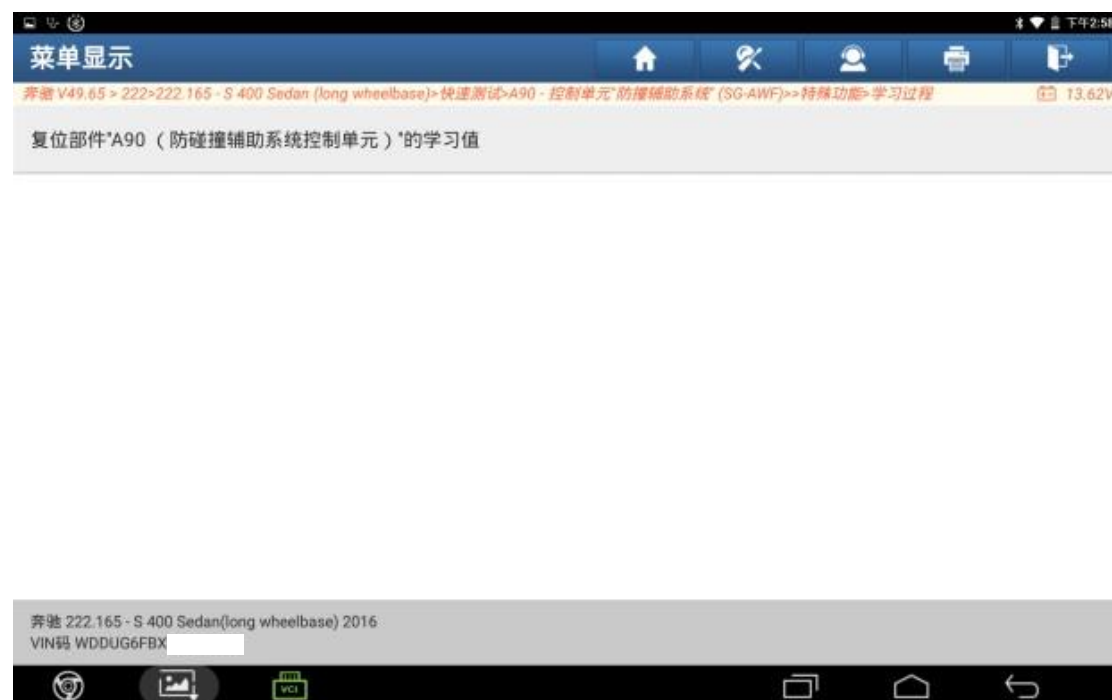 下午2:58
菜单显示
奔驰 V49.65 > 222>222.165 - S 400 Sedan (long wheelbase)>快速测试>A90 - 控制单元"防撞辅助系统" (SG-AWF)>>特殊功能>学习过程
13.62V
复位部件"A90 （防碰撞辅助系统控制单元）"的学习值
奔驰 222.165 - S 400 Sedan(long wheelbase) 2016
VIN码 WDDUG6FBX
VCI